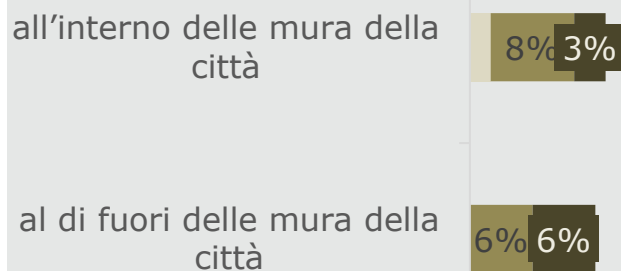 all’interno delle mura della
città
8% 3%
al di fuori delle mura della
città
6% 6%